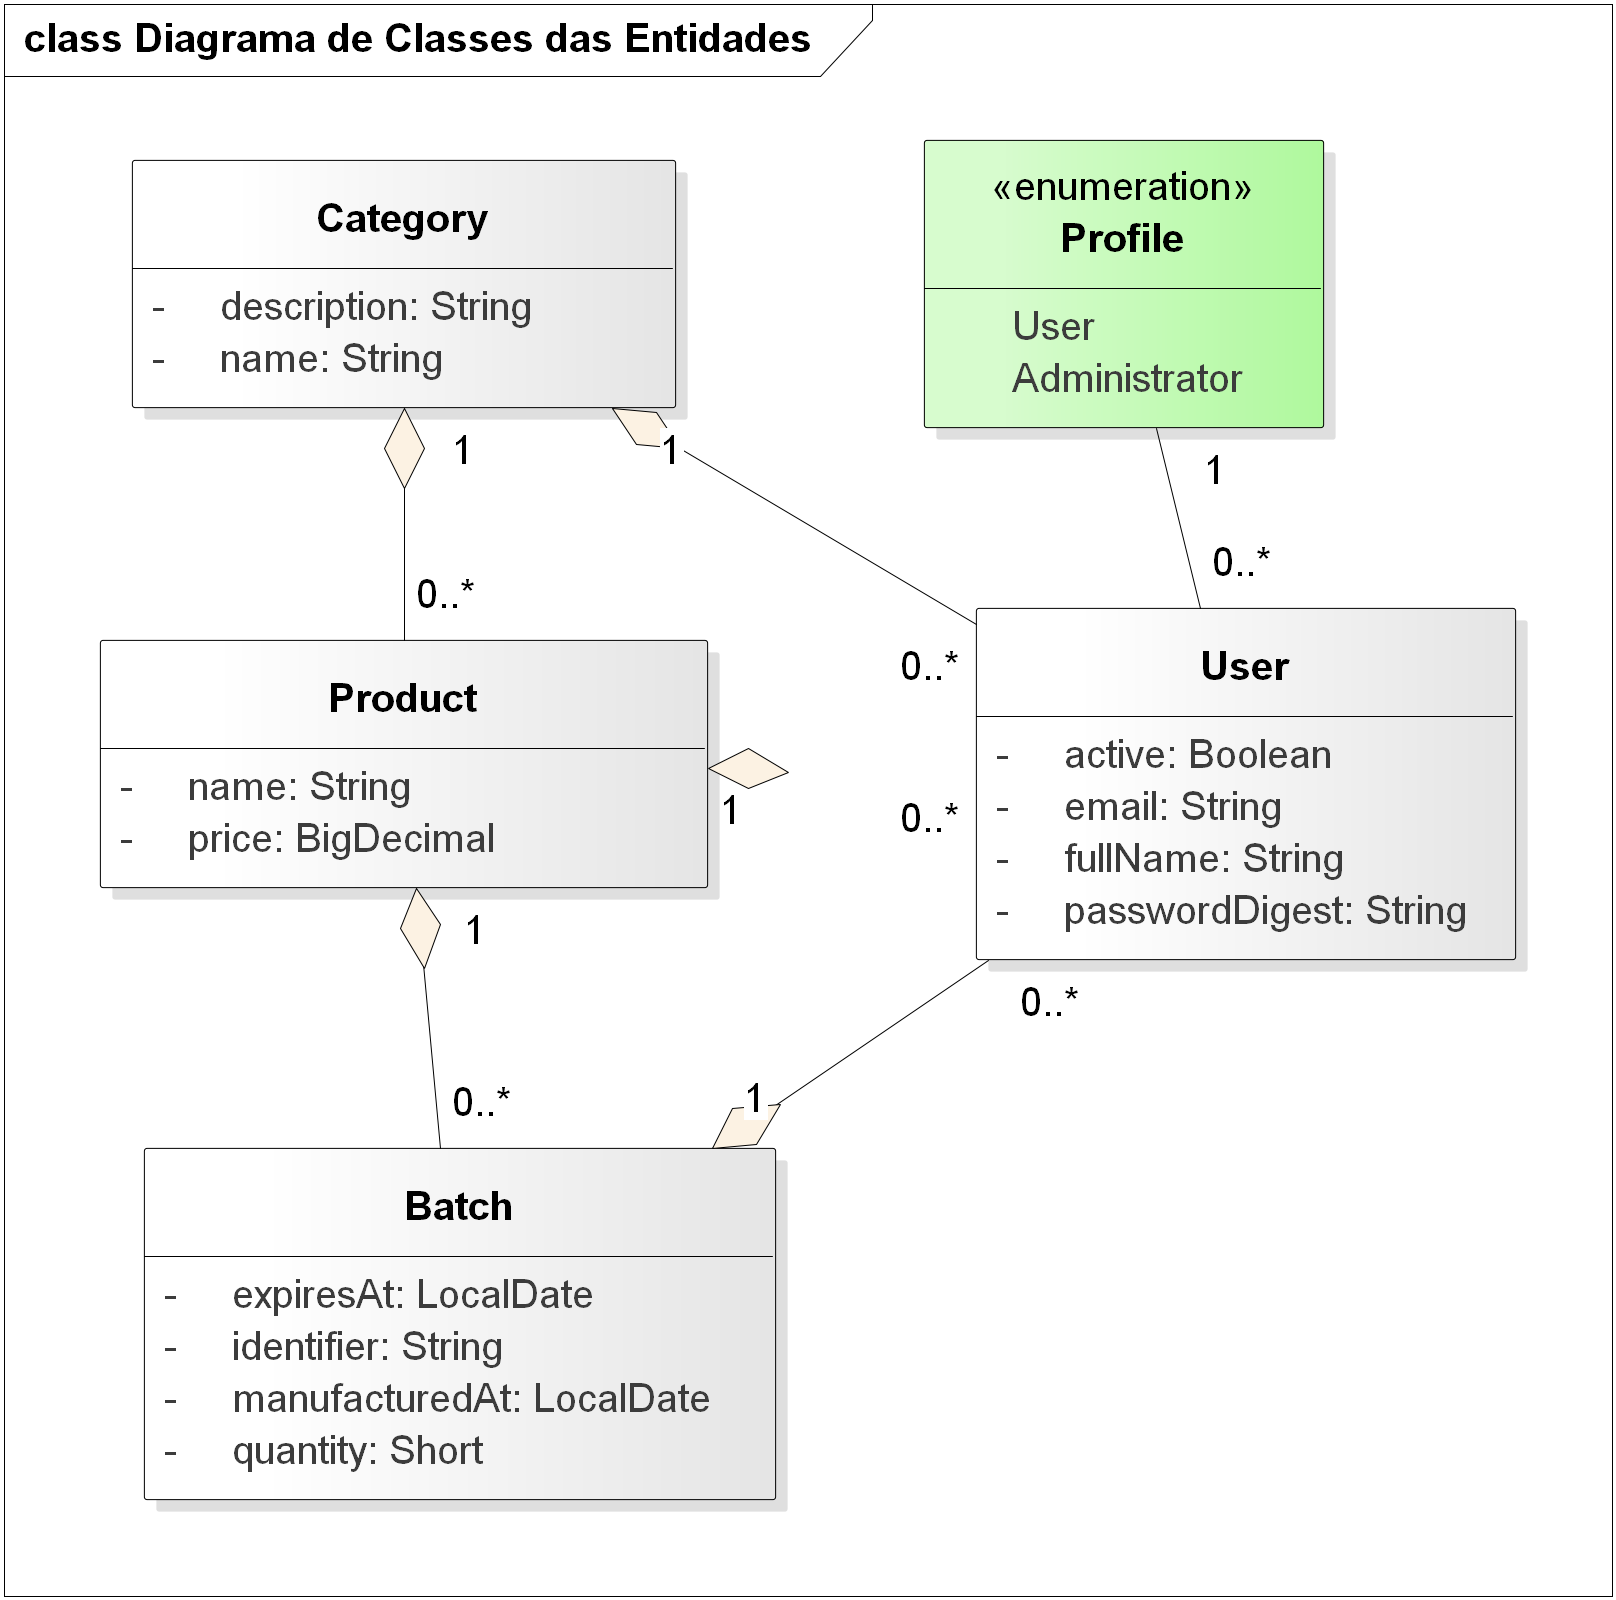 class Diagrama de Classes das Entidades
Category
- description: String
- name: String
«enumeration»
Profile
User
Administrator
1
1
1
0..*
0..*
0..*
Product
- name: String
- price: BigDecimal
1
0..*
User
- active: Boolean
- email: String
- fullName: String
- passwordDigest: String
1
0..*
0..*
1
Batch
- expiresAt: LocalDate
- identifier: String
- manufacturedAt: LocalDate
- quantity: Short